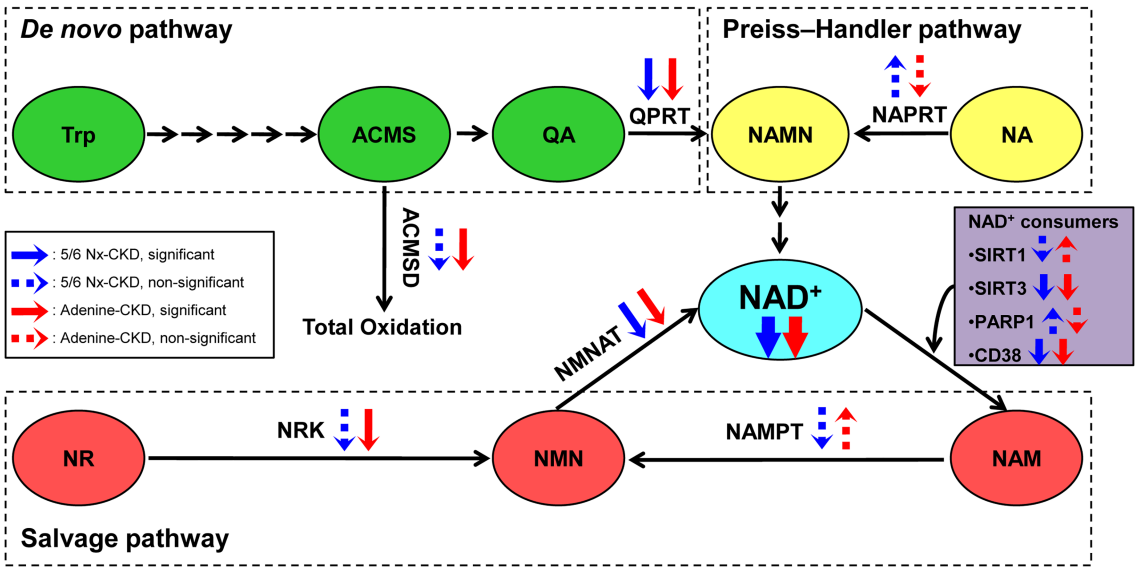 De novo pathway
Preiss–Handler pathway
QPRT
NAPRT
Trp
ACMS
QA
NAMN
NA
ACMSD
Total Oxidation
: 5/6 Nx-CKD, significant
: 5/6 Nx-CKD, non-significant
: Adenine-CKD, significant
: Adenine-CKD, non-significant
NAD+
NAD+ consumers
•SIRT1
•SIRT3
•PARP1
•CD38
NMNAT
NRK
NAMPT
NR
NMN
NAM
Salvage pathway